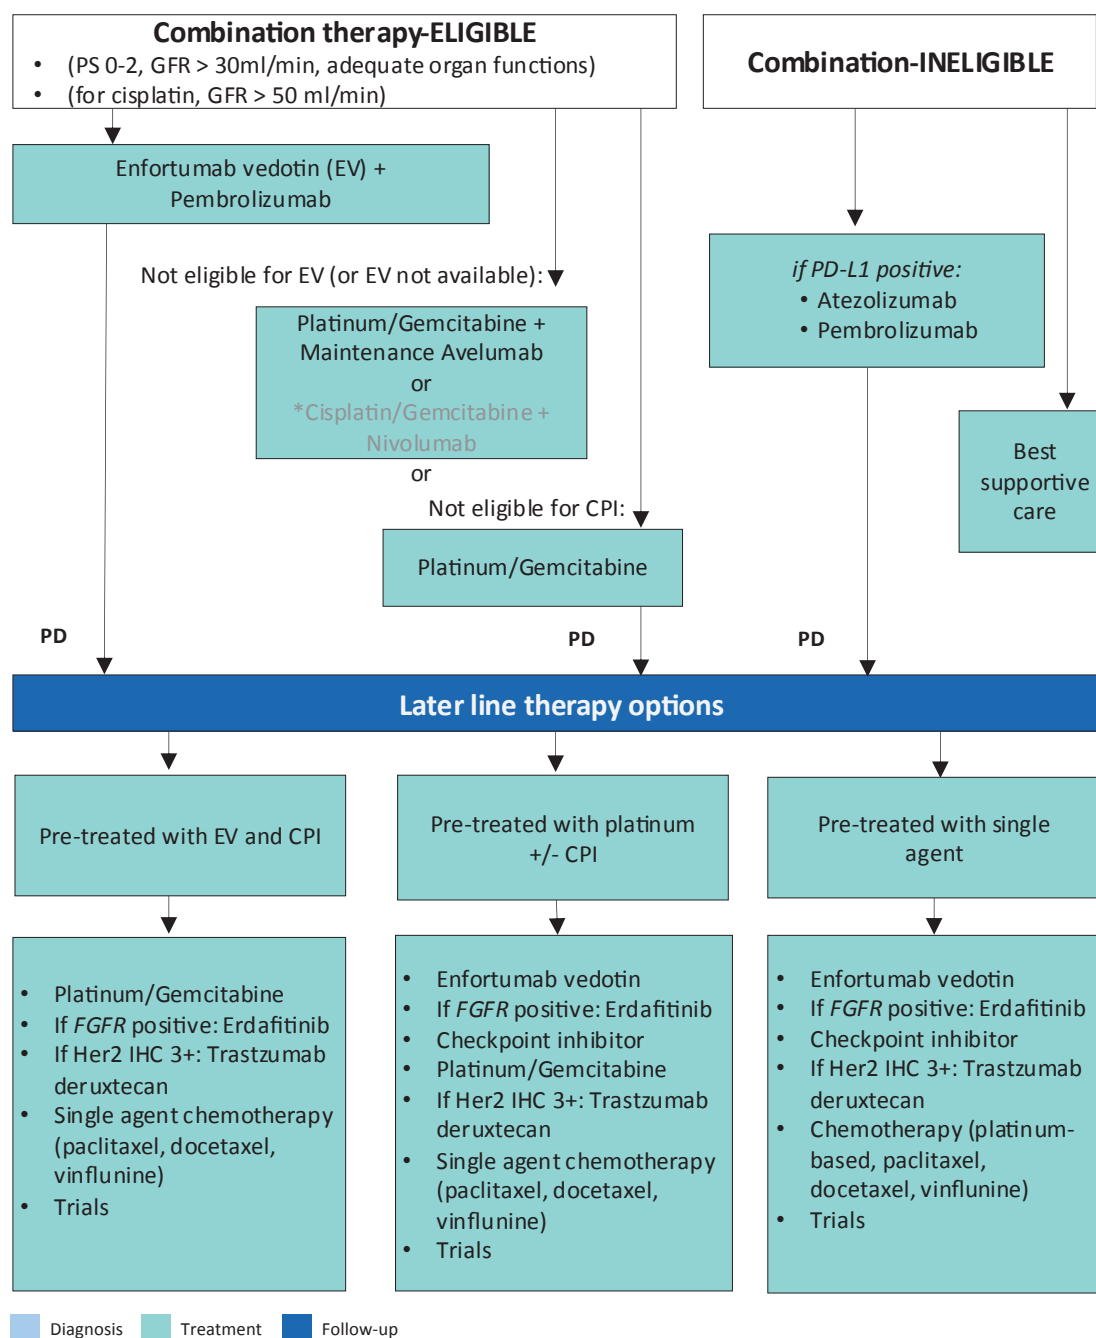 Combination therapy-ELIGIBLE
• (PS 0-2, GFR > 30ml/min, adequate organ functions)
• (for cisplatin, GFR > 50 ml/min)
Combination-INELIGIBLE
Enfortumab vedotin (EV) +
Pembrolizumab
Not eligible for EV (or EV not available):
Platinum/Gemcitabine +
Maintenance Avelumab
or
*Cisplatin/Gemcitabine +
Nivolumab
or
Not eligible for CPI:
Platinum/Gemcitabine
if PD-L1 positive:
• Atezolizumab
• Pembrolizumab
Best
supportive
care
PD
PD
PD
Later line therapy options
Pre-treated with EV and CPI
Pre-treated with platinum
+/- CPI
Pre-treated with single
agent
• Platinum/Gemcitabine
• If FGFR positive: Erdafitinib
• If Her2 IHC 3+: Trastzumab
deruxtecan
• Single agent chemotherapy
(paclitaxel, docetaxel,
vinflunine)
• Trials
• Enfortumab vedotin
• If FGFR positive: Erdafitinib
• Checkpoint inhibitor
• Platinum/Gemcitabine
• If Her2 IHC 3+: Trastzumab
deruxtecan
• Single agent chemotherapy
(paclitaxel, docetaxel,
vinflunine)
• Trials
• Enfortumab vedotin
• If FGFR positive: Erdafitinib
• Checkpoint inhibitor
• If Her2 IHC 3+: Trastzumab
deruxtecan
• Chemotherapy (platinum-
based, paclitaxel,
docetaxel, vinflunine)
• Trials
Diagnosis
Treatment
Follow-up